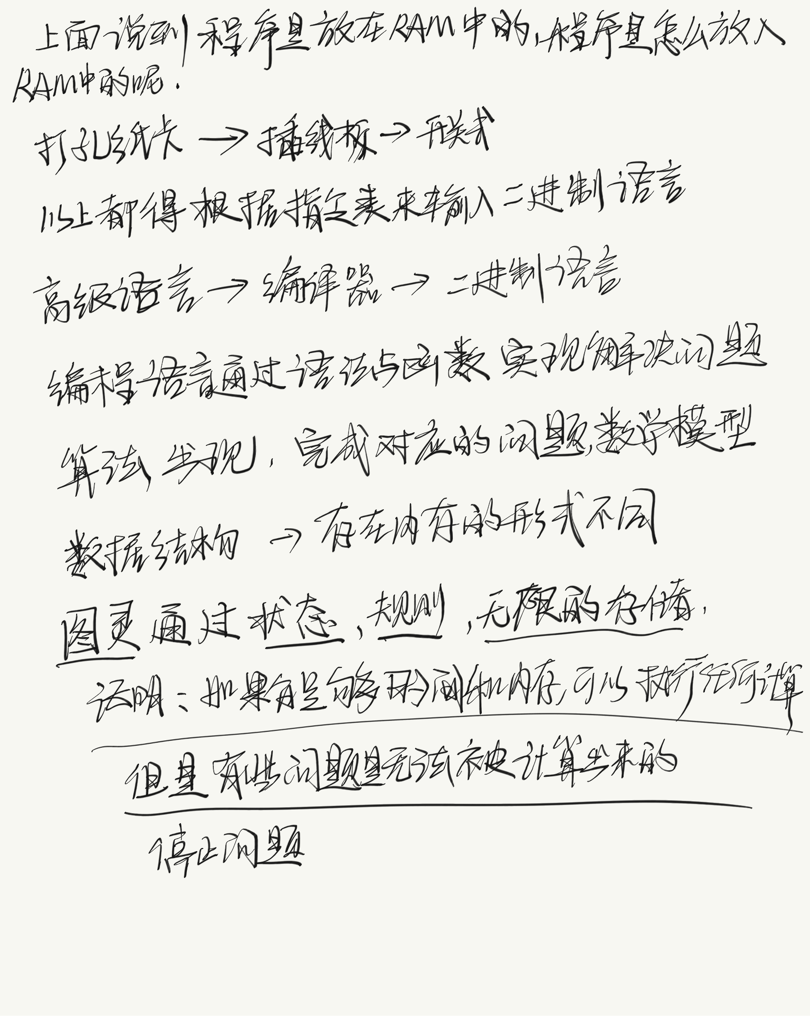 上面说到程序是放在RAM中的,程序是怎么放入
RAM中的呢.
打孔纸卡 → 插线板 → 开关式
以上都得根据指令类来输入二进制语言
高级语言 → 编译器 → 二进制语言
编程语言通过语法与函数实现解决问题
算法出现,完成对应的问题,数学模型
数据结构 → 存在内存的形式不同
图灵通过状态,规则,无限的存储,
证明:如果有足够时间和内存,可以执行任何计算
但是有些问题是无法被计算出来的
停止问题